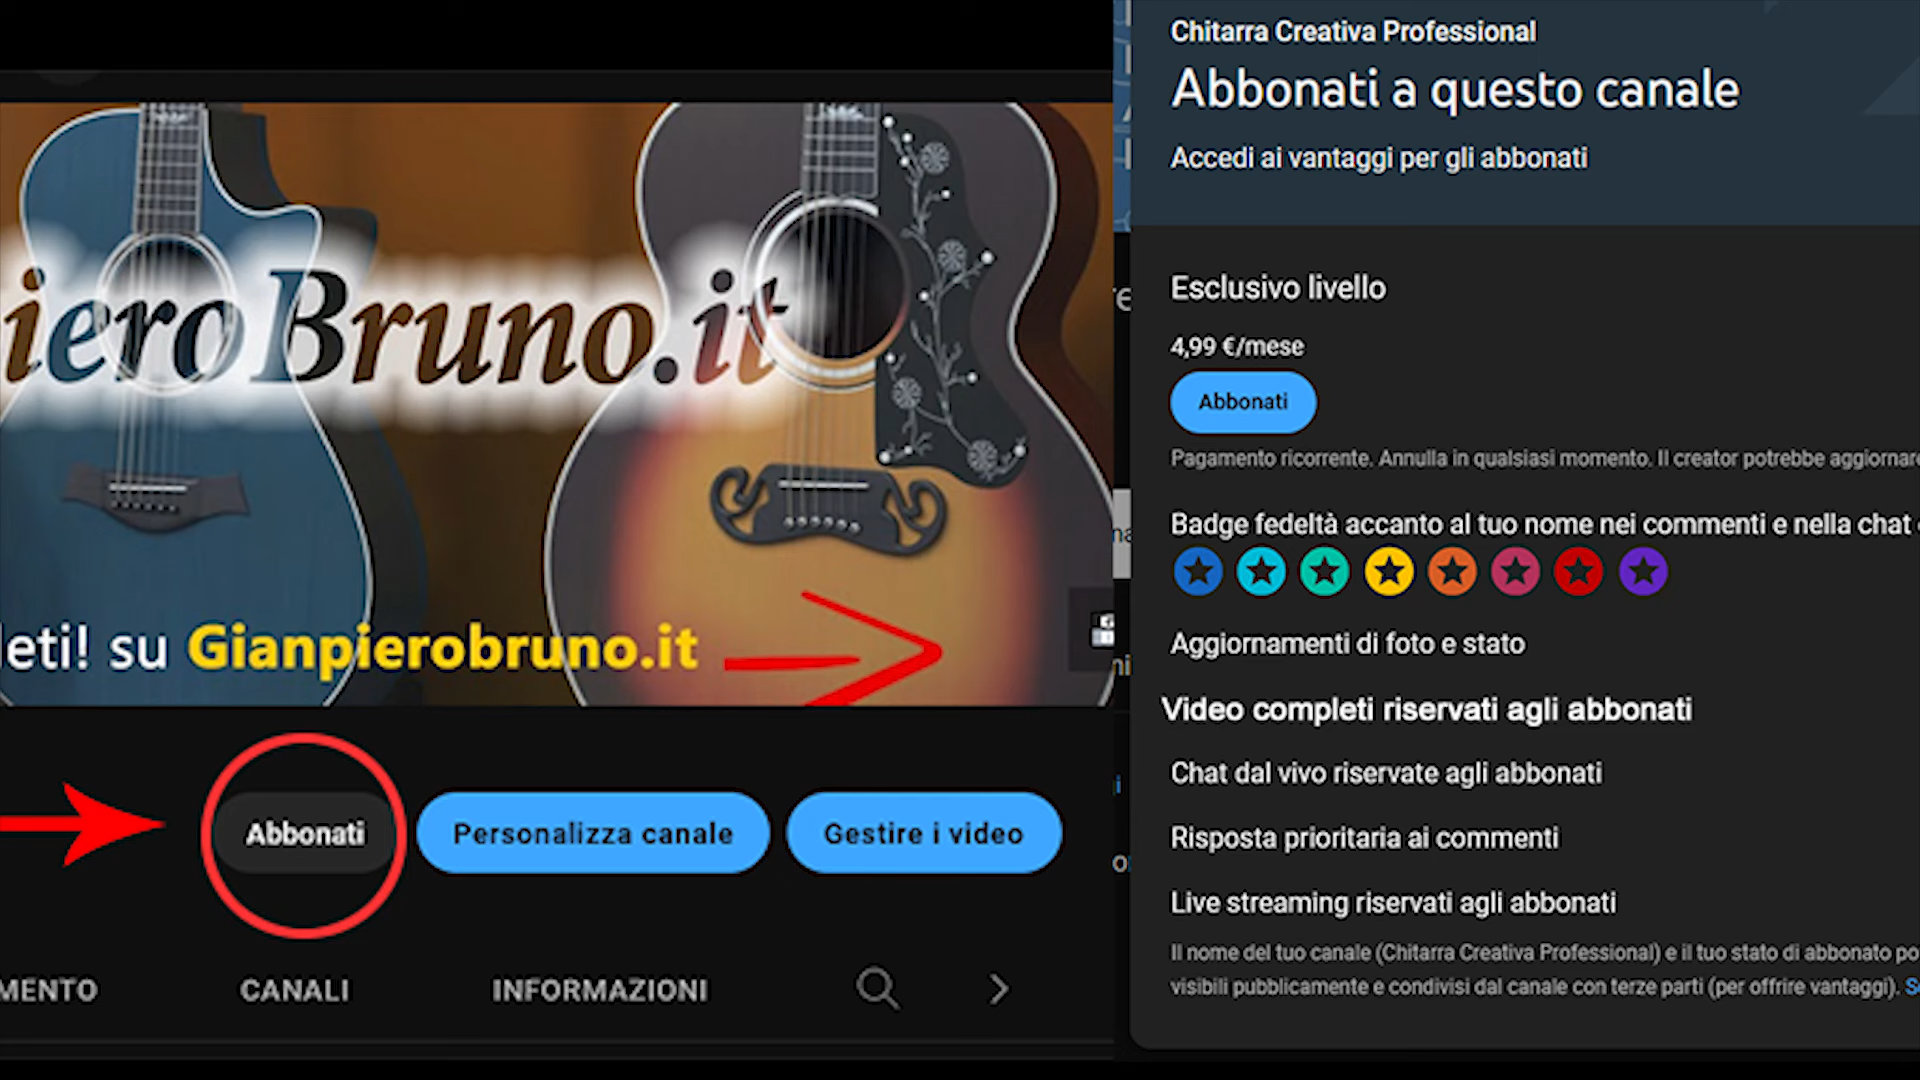 ieroBruno.it
leti! su Gianpierobruno.it
Abbonati
Personalizza canale
Gestire i video
MENTO
CANALI
INFORMAZIONI
Chitarra Creativa Professional
Abbonati a questo canale
Accedi ai vantaggi per gli abbonati
Esclusivo livello
4,99 €/mese
Abbonati
Pagamento ricorrente. Annulla in qualsiasi momento. Il creator potrebbe aggiornare
Badge fedeltà accanto al tuo nome nei commenti e nella chat
Aggiornamenti di foto e stato
Video completi riservati agli abbonati
Chat dal vivo riservate agli abbonati
Risposta prioritaria ai commenti
Live streaming riservati agli abbonati
Il nome del tuo canale (Chitarra Creativa Professional) e il tuo stato di abbonato po
visibili pubblicamente e condivisi dal canale con terze parti (per offrire vantaggi).